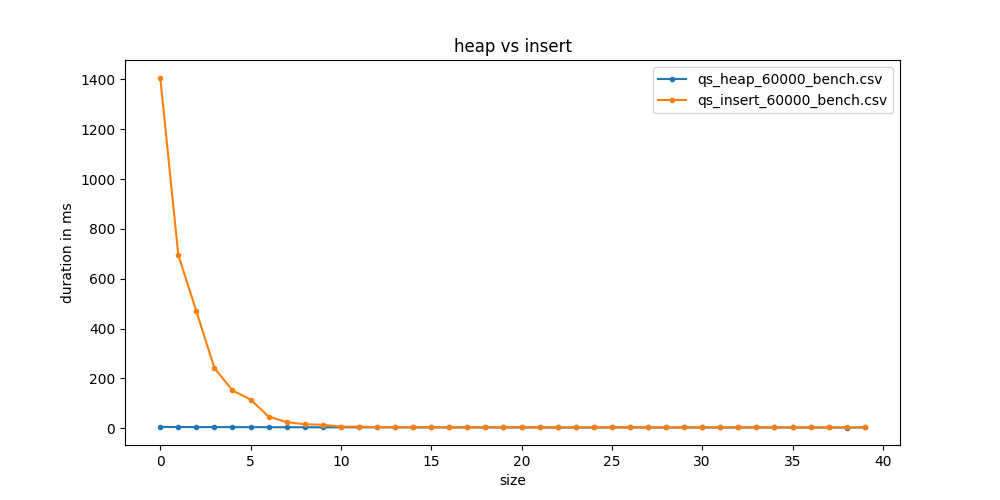 heap vs insert
qs_heap_60000_bench.csv
qs_insert_60000_bench.csv
duration in ms
1400
1200
1000
800
600
400
200
0
0 5 10 15 20 25 30 35 40
size